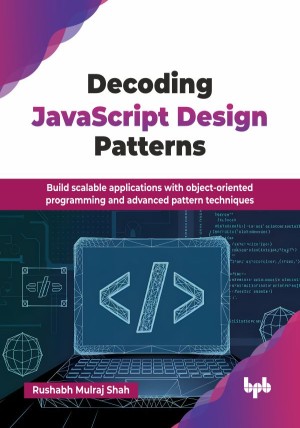 Decoding
JavaScript Design
Patterns
Build scalable applications with object-oriented
programming and advanced pattern techniques
</>
Rushabh Mulraj Shah
bpb